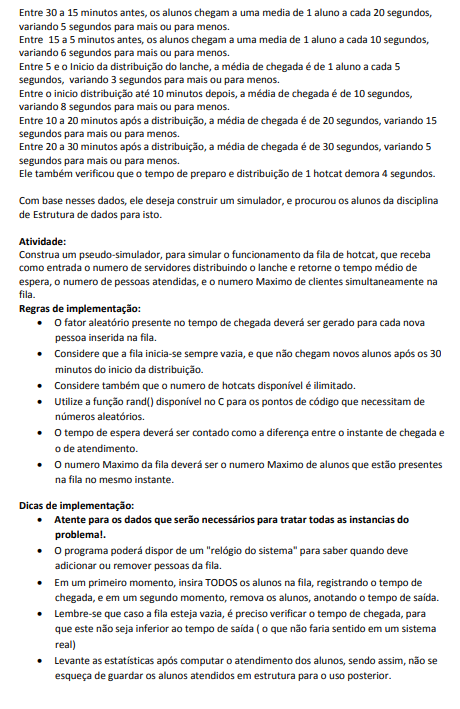 Entre 30 a 15 minutos antes, os alunos chegam a uma media de 1 aluno a cada 20 segundos,
variando 5 segundos para mais ou para menos.
Entre  15 a 5 minutos antes, os alunos chegam a uma media de 1 aluno a cada 10 segundos,
variando 6 segundos para mais ou para menos.
Entre 5 e o Inicio da distribuição do lanche, a média de chegada é de 1 aluno a cada 5
segundos,  variando 3 segundos para mais ou para menos.
Entre o inicio distribuição até 10 minutos depois, a média de chegada é de 10 segundos,
variando 8 segundos para mais ou para menos.
Entre 10 a 20 minutos após a distribuição, a média de chegada é de 20 segundos, variando 15
segundos para mais ou para menos.
Entre 20 a 30 minutos após a distribuição, a média de chegada é de 30 segundos, variando 5
segundos para mais ou para menos.
Ele também verificou que o tempo de preparo e distribuição de 1 hotcat demora 4 segundos.
Com base nesses dados, ele deseja construir um simulador, e procurou os alunos da disciplina
de Estrutura de dados para isto.
Atividade:
Construa um pseudo-simulador, para simular o funcionamento da fila de hotcat, que receba
como entrada o numero de servidores distribuindo o lanche e retorne o tempo médio de
espera, o numero de pessoas atendidas, e o numero Maximo de clientes simultaneamente na
fila.
Regras de implementação:
• O fator aleatório presente no tempo de chegada deverá ser gerado para cada nova
pessoa inserida na fila.
• Considere que a fila inicia-se sempre vazia, e que não chegam novos alunos após os 30
minutos do inicio da distribuição.
• Considere também que o numero de hotcats disponível é ilimitado.
• Utilize a função rand() disponível no C para os pontos de código que necessitam de
números aleatórios.
• O tempo de espera deverá ser contado como a diferença entre o instante de chegada e
o de atendimento.
• O numero Maximo da fila deverá ser o numero Maximo de alunos que estão presentes
na fila no mesmo instante.
Dicas de implementação:
• Atente para os dados que serão necessários para tratar todas as instancias do
problema!.
• O programa poderá dispor de um "relógio do sistema" para saber quando deve
adicionar ou remover pessoas da fila.
• Em um primeiro momento, insira TODOS os alunos na fila, registrando o tempo de
chegada, e em um segundo momento, remova os alunos, anotando o tempo de saída.
• Lembre-se que caso a fila esteja vazia, é preciso verificar o tempo de chegada, para
que este não seja inferior ao tempo de saída ( o que não faria sentido em um sistema
real)
• Levante as estatísticas após computar o atendimento dos alunos, sendo assim, não se
esqueça de guardar os alunos atendidos em estrutura para o uso posterior.